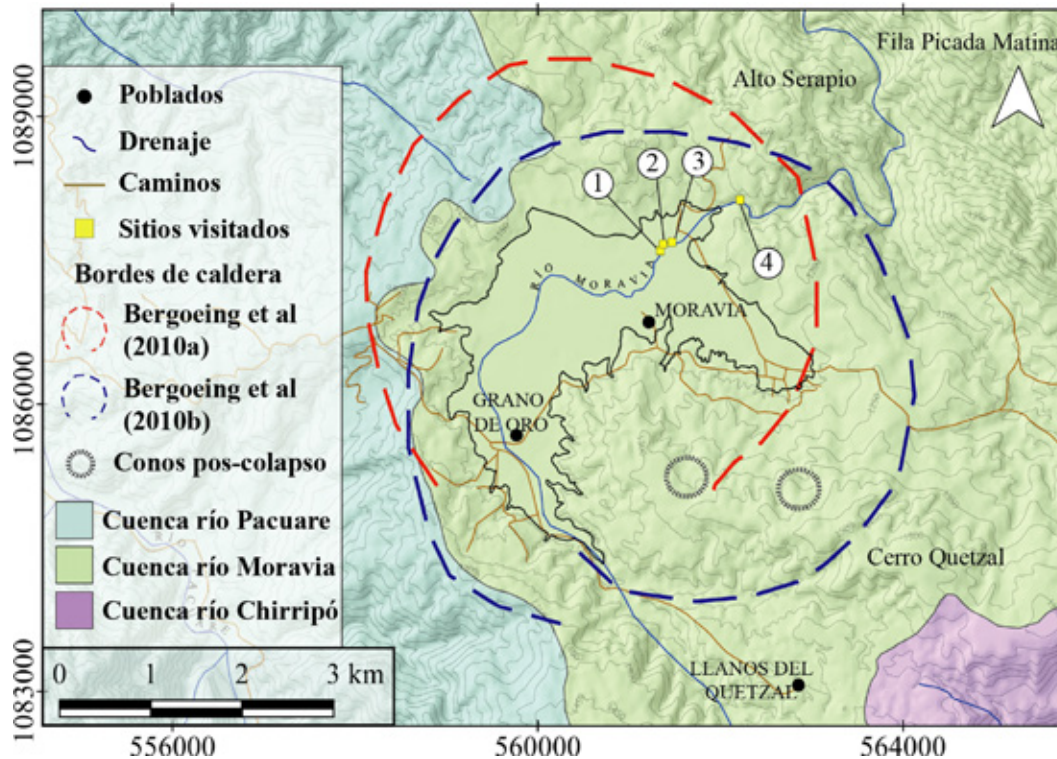 Fila Picada Matina
Alto Serapio
1089000
1086000
1083000
Poblados
Drenaje
Caminos
Sitios visitados
Bordes de caldera
Bergoeing et al
(2010a)
Bergoeing et al
(2010b)
Conos pos-colapso
Cuenca río Pacuare
Cuenca río Moravia
Cuenca río Chirripó
0 1 2 3 km
1
2
3
4
RÍO MORAVIA
MORAVIA
GRANO
DE ORO
Cerro Quetzal
LLANOS DEL
QUETZAL
556000 560000 564000